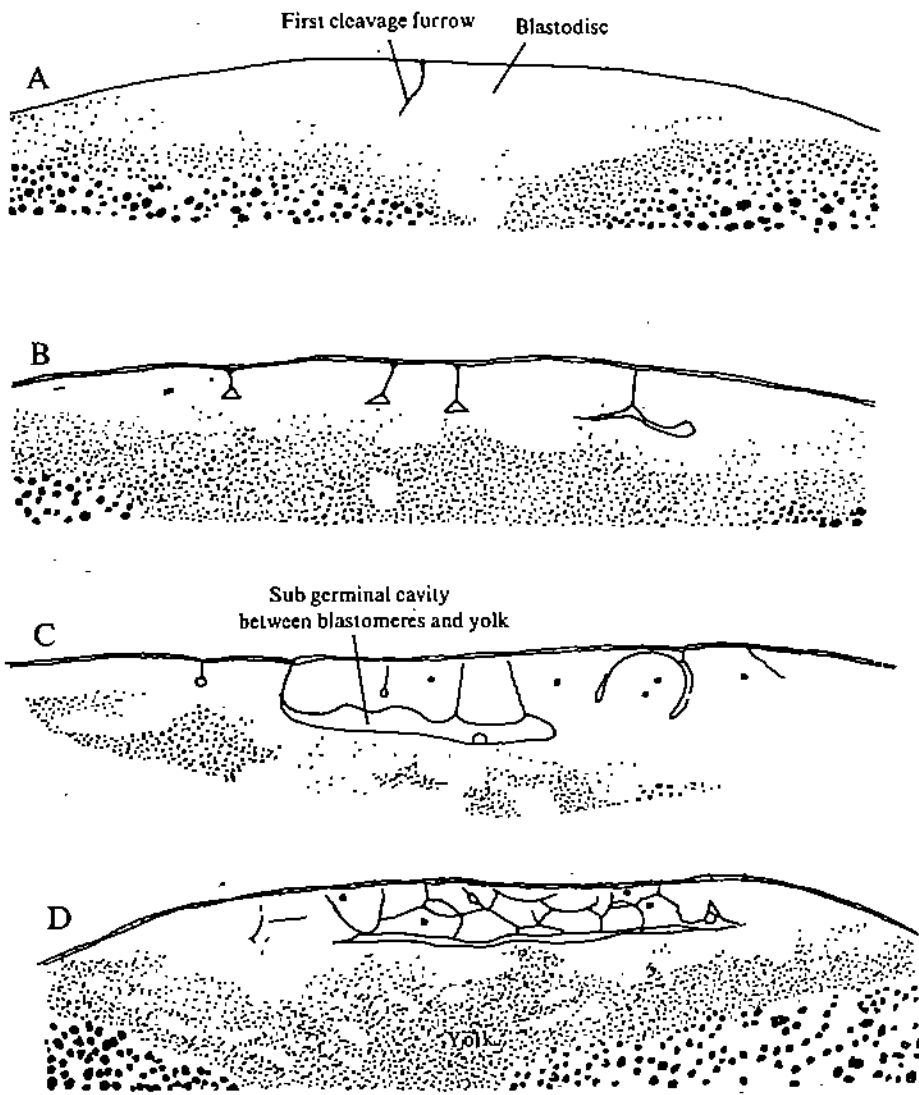 First cleavage furrow
Blastodisc
A
B
Sub germinal cavity
between blastomeres and yolk
C
D
Yolk